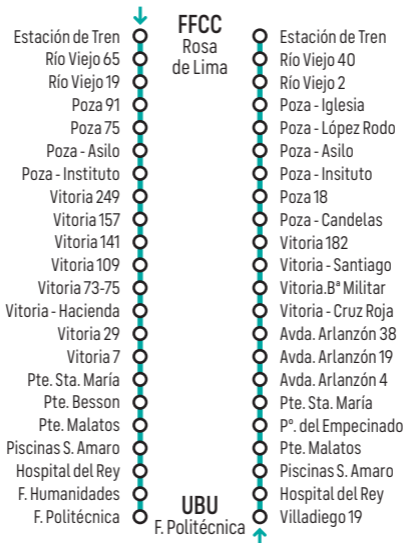 FFCC
Rosa
de Lima
Estación de Tren
Río Viejo 65
Río Viejo 19
Poza 91
Poza 75
Poza - Asilo
Poza - Instituto
Vitoria 249
Vitoria 157
Vitoria 141
Vitoria 109
Vitoria 73-75
Vitoria - Hacienda
Vitoria 29
Vitoria 7
Pte. Sta. María
Pte. Besson
Pte. Malatos
Piscinas S. Amaro
Hospital del Rey
F. Humanidades
F. Politécnica
Estación de Tren
Río Viejo 40
Río Viejo 2
Poza - Iglesia
Poza - López Rodo
Poza - Asilo
Poza - Insituto
Poza 18
Poza - Candelas
Vitoria 182
Vitoria - Santiago
Vitoria.Bª Militar
Vitoria - Cruz Roja
Avda. Arlanzón 38
Avda. Arlanzón 19
Avda. Arlanzón 4
Pte. Sta. María
Pº. del Empecinado
Pte. Malatos
Piscinas S. Amaro
Hospital del Rey
Villadiego 19
UBU
F. Politécnica